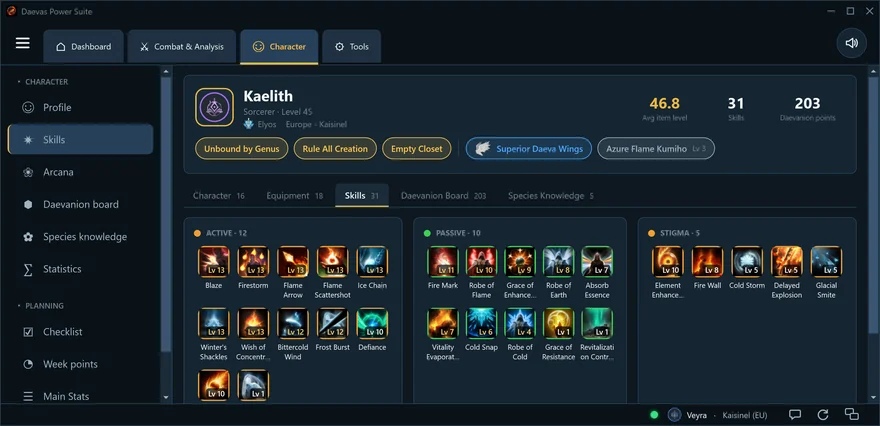 Daevas Power Suite
Dashboard
Combat & Analysis
Character
Tools
CHARACTER
Profile
Skills
Arcana
Daevanion board
Species knowledge
Statistics
PLANNING
Checklist
Week points
Main Stats
Kaelith
Sorcerer · Level 45
Elyos Europe · Kaisinel
46.8
Avg item level
31
Skills
203
Daevanion points
Unbound by Genus
Rule All Creation
Empty Closet
Superior Daeva Wings
Azure Flame Kumiho Lv 3
Character 16
Equipment 18
Skills 31
Daevanion Board 203
Species Knowledge 5
ACTIVE · 12
Lv 13 Lv 13 Lv 13 Lv 13 Lv 13
Blaze
Firestorm
Flame
Arrow
Flame
Scattershot
Ice Chain
Lv 13 Lv 13 Lv 12 Lv 12 Lv 10
Winter's
Shackles
Wish of
Concentr...
Bittercold
Wind
Frost Burst
Defiance
Lv 10 Lv 1
PASSIVE · 10
Lv 11 Lv 10 Lv 9 Lv 8 Lv 7
Fire Mark
Robe of
Flame
Grace of
Enhance...
Robe of
Earth
Absorb
Essence
Lv 7 Lv 6 Lv 4 Lv 1 Lv 1
Vitality
Evaporat...
Cold Snap
Robe of
Cold
Grace of
Resistance
Revitalizati
on Contr...
STIGMA · 5
Lv 10 Lv 8 Lv 5 Lv 5 Lv 5
Element
Enhance...
Fire Wall
Cold Storm
Delayed
Explosion
Glacial
Smite
Veyra · Kaisinel (EU)